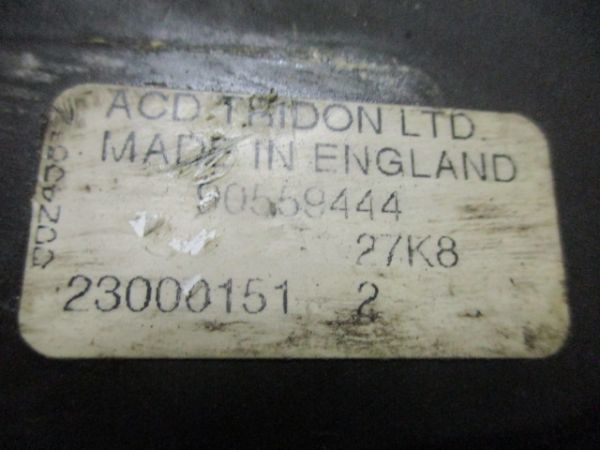 ACD TRIDON LTD.
MADE IN ENGLAND
90559444
27K8
23000151 2